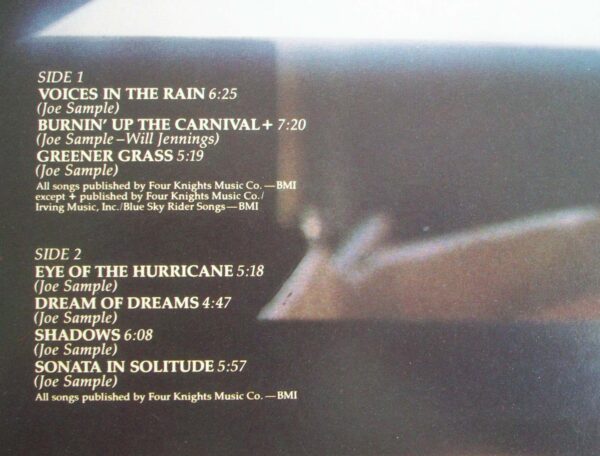 SIDE 1
VOICES IN THE RAIN 6:25
(Joe Sample)
BURNIN' UP THE CARNIVAL + 7:20
(Joe Sample–Will Jennings)
GREENER GRASS 5:19
(Joe Sample)
All songs published by Four Knights Music Co.—BMI
except + published by Four Knights Music Co./
Irving Music, Inc./Blue Sky Rider Songs—BMI
SIDE 2
EYE OF THE HURRICANE 5:18
(Joe Sample)
DREAM OF DREAMS 4:47
(Joe Sample)
SHADOWS 6:08
(Joe Sample)
SONATA IN SOLITUDE 5:57
(Joe Sample)
All songs published by Four Knights Music Co.—BMI